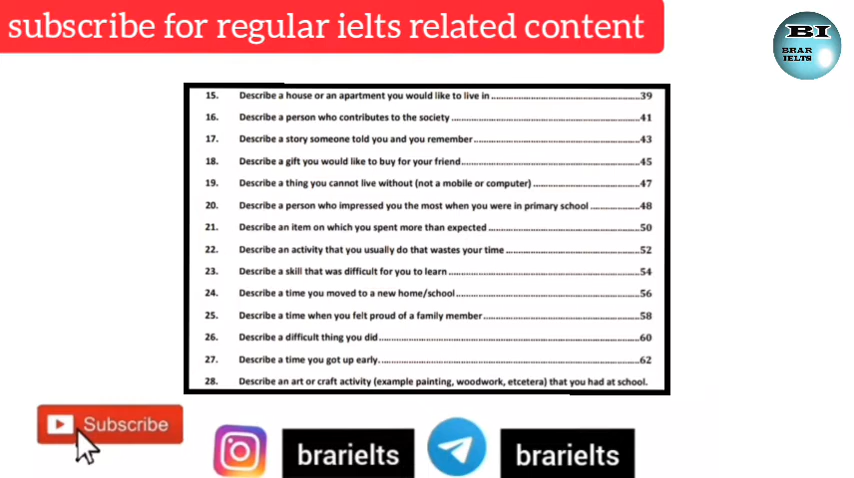 subscribe for regular ielts related content
BI
BRAR
IELTS
15. Describe a house or an apartment you would like to live in ........................................39
16. Describe a person who contributes to the society ........................................41
17. Describe a story someone told you and you remember ........................................43
18. Describe a gift you would like to buy for your friend ........................................45
19. Describe a thing you cannot live without (not a mobile or computer) ........................................47
20. Describe a person who impressed you the most when you were in primary school ....................48
21. Describe an item on which you spent more than expected ........................................50
22. Describe an activity that you usually do that wastes your time ........................................52
23. Describe a skill that was difficult for you to learn ........................................54
24. Describe a time you moved to a new home/school ........................................56
25. Describe a time when you felt proud of a family member ........................................58
26. Describe a difficult thing you did ........................................60
27. Describe a time you got up early. ........................................62
28. Describe an art or craft activity (example painting, woodwork, etcetera) that you had at school.
Subscribe
brarielts
brarielts